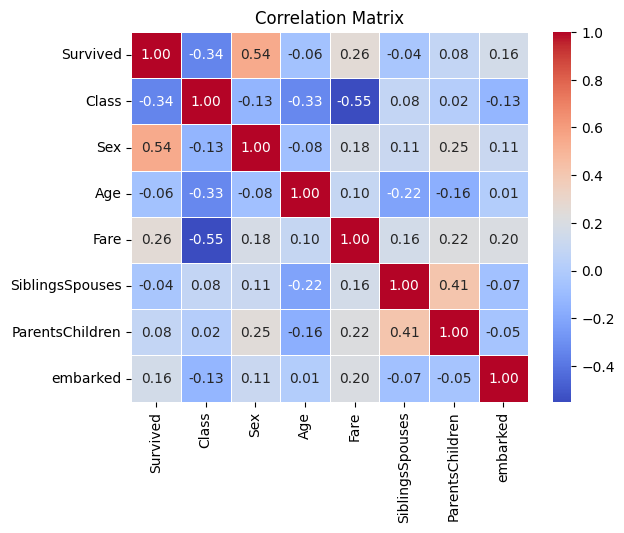 Correlation Matrix
Survived 1.00 -0.34 0.54 -0.06 0.26 -0.04 0.08 0.16
Class -0.34 1.00 -0.13 -0.33 -0.55 0.08 0.02 -0.13
Sex 0.54 -0.13 1.00 -0.08 0.18 0.11 0.25 0.11
Age -0.06 -0.33 -0.08 1.00 0.10 -0.22 -0.16 0.01
Fare 0.26 -0.55 0.18 0.10 1.00 0.16 0.22 0.20
SiblingsSpouses -0.04 0.08 0.11 -0.22 0.16 1.00 0.41 -0.07
ParentsChildren 0.08 0.02 0.25 -0.16 0.22 0.41 1.00 -0.05
embarked 0.16 -0.13 0.11 0.01 0.20 -0.07 -0.05 1.00
Survived
Class
Sex
Age
Fare
SiblingsSpouses
ParentsChildren
embarked
1.0
0.8
0.6
0.4
0.2
0.0
−0.2
−0.4